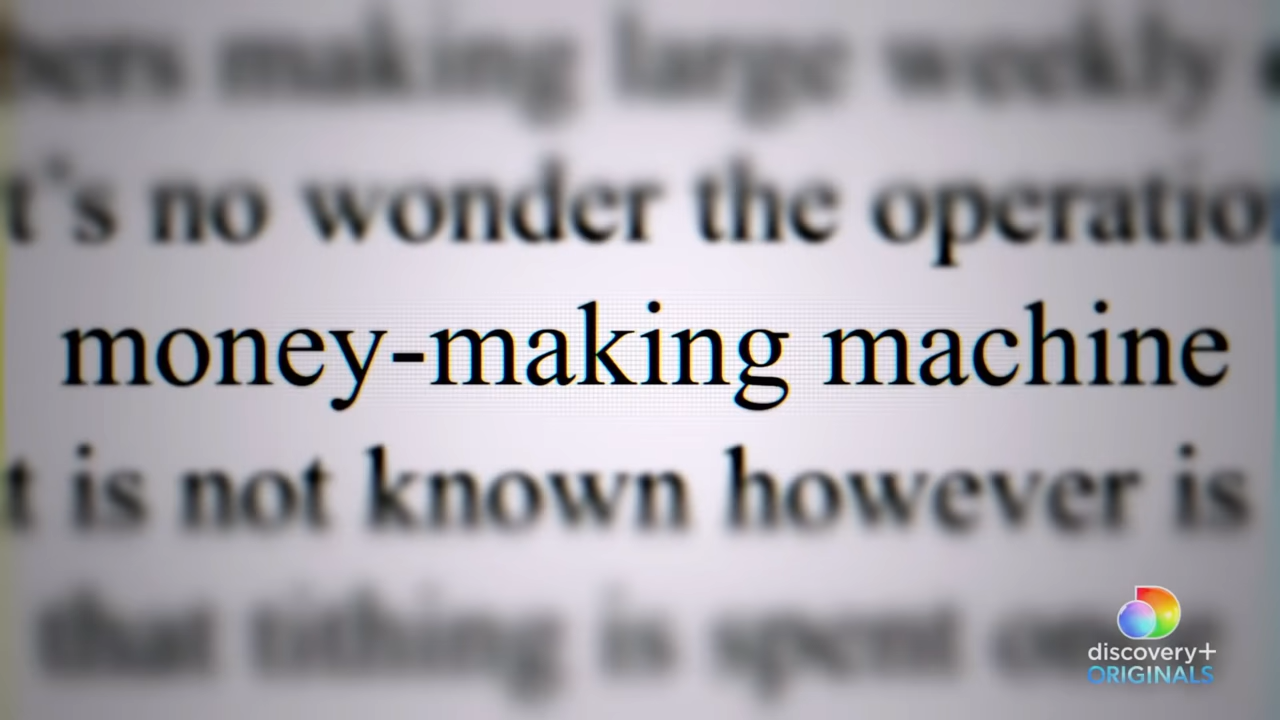 bers making large weekly
t's no wonder the operatio
money-making machine
t is not known however is
that tithing is spent
discovery+
ORIGINALS